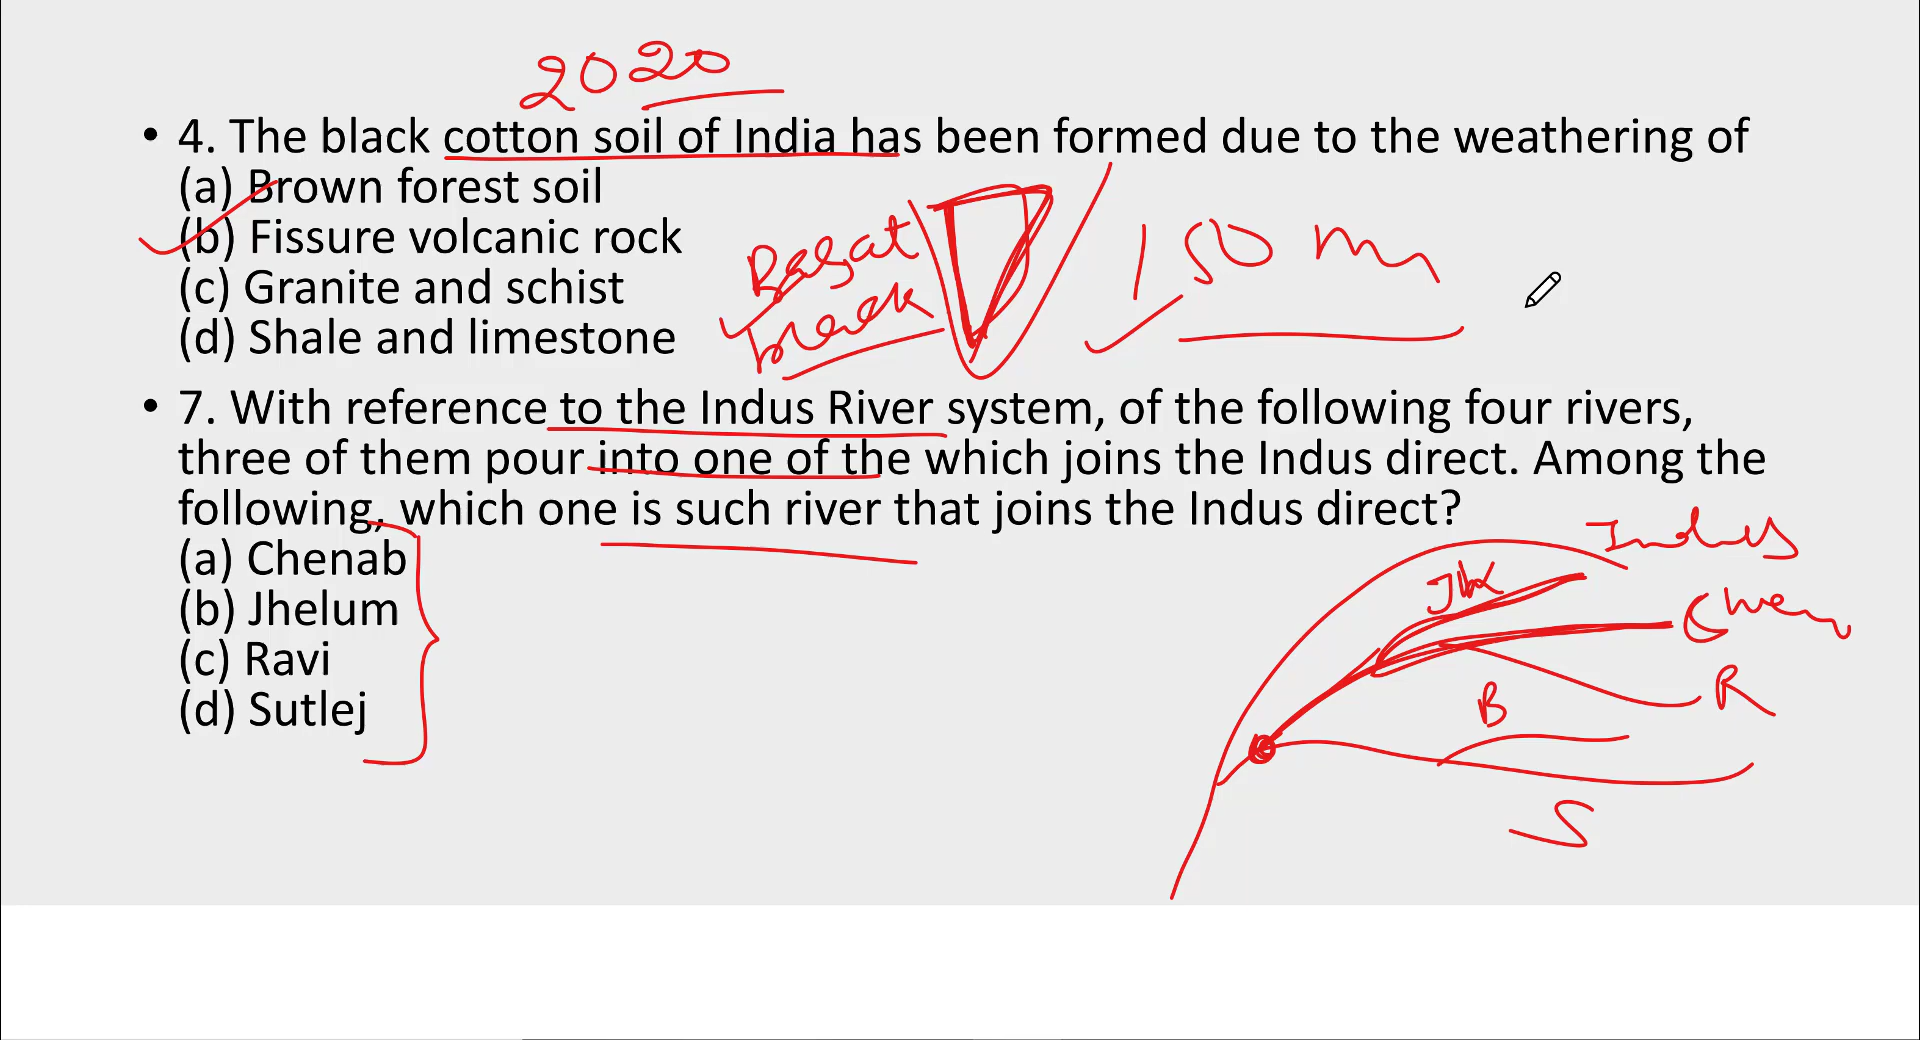 2020
• 4. The black cotton soil of India has been formed due to the weathering of
(a) Brown forest soil
(b) Fissure volcanic rock
(c) Granite and schist
(d) Shale and limestone
Basat
black
150 m
• 7. With reference to the Indus River system, of the following four rivers,
three of them pour into one of the which joins the Indus direct. Among the
following, which one is such river that joins the Indus direct?
(a) Chenab
(b) Jhelum
(c) Ravi
(d) Sutlej
Indus
Chen
R
B
S